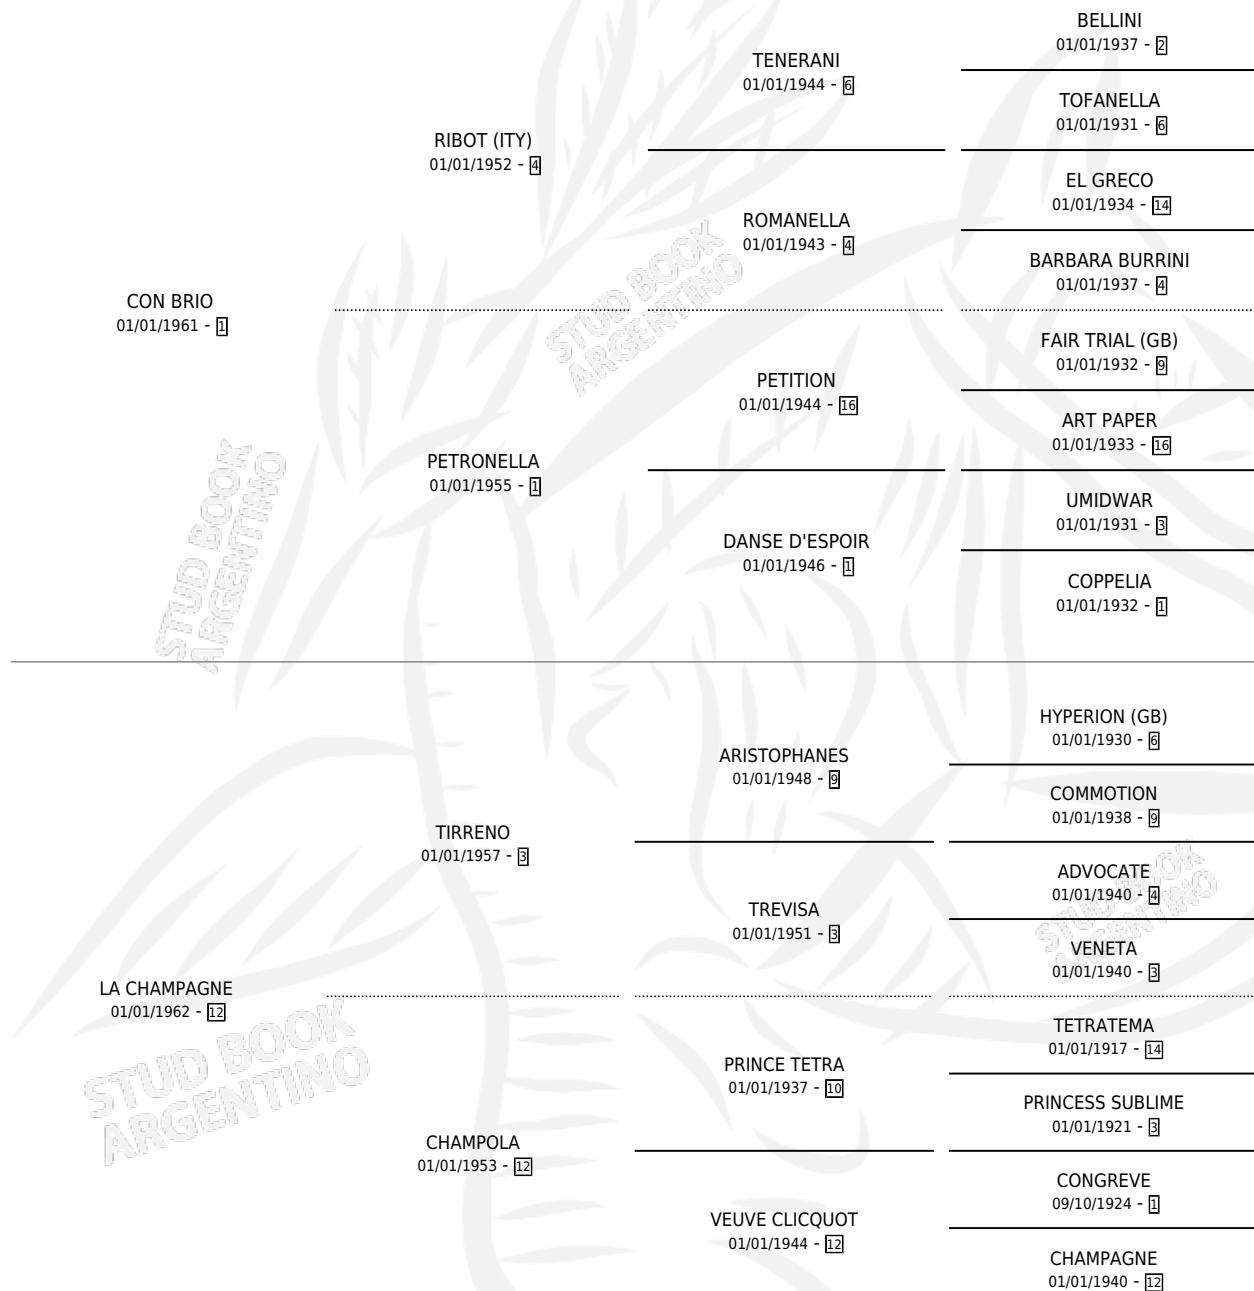 CON BRIO
01/01/1961 - 1
RIBOT (ITY)
01/01/1952 - 4
PETRONELLA
01/01/1955 - 1
TENERANI
01/01/1944 - 6
ROMANELLA
01/01/1943 - 4
PETITION
01/01/1944 - 16
DANSE D'ESPOIR
01/01/1946 - 1
BELLINI
01/01/1937 - 2
TOFANELLA
01/01/1931 - 6
EL GRECO
01/01/1934 - 14
BARBARA BURRINI
01/01/1937 - 4
FAIR TRIAL (GB)
01/01/1932 - 9
ART PAPER
01/01/1933 - 16
UMIDWAR
01/01/1931 - 3
COPPELIA
01/01/1932 - 1
LA CHAMPAGNE
01/01/1962 - 12
TIRRENO
01/01/1957 - 3
CHAMPOLA
01/01/1953 - 12
ARISTOPHANES
01/01/1948 - 9
TREVISA
01/01/1951 - 3
PRINCE TETRA
01/01/1937 - 10
VEUVE CLICQUOT
01/01/1944 - 12
HYPERION (GB)
01/01/1930 - 6
COMMOTION
01/01/1938 - 9
ADVOCATE
01/01/1940 - 4
VENETA
01/01/1940 - 3
TETRATEMA
01/01/1917 - 14
PRINCESS SUBLIME
01/01/1921 - 3
CONGREVE
09/10/1924 - 1
CHAMPAGNE
01/01/1940 - 12
STUD BOOK
ARGENTINO
STUD BOOK
ARGENTINO
STUD BOOK
ARGENTINO
STUD BOOK
ARGENTINO